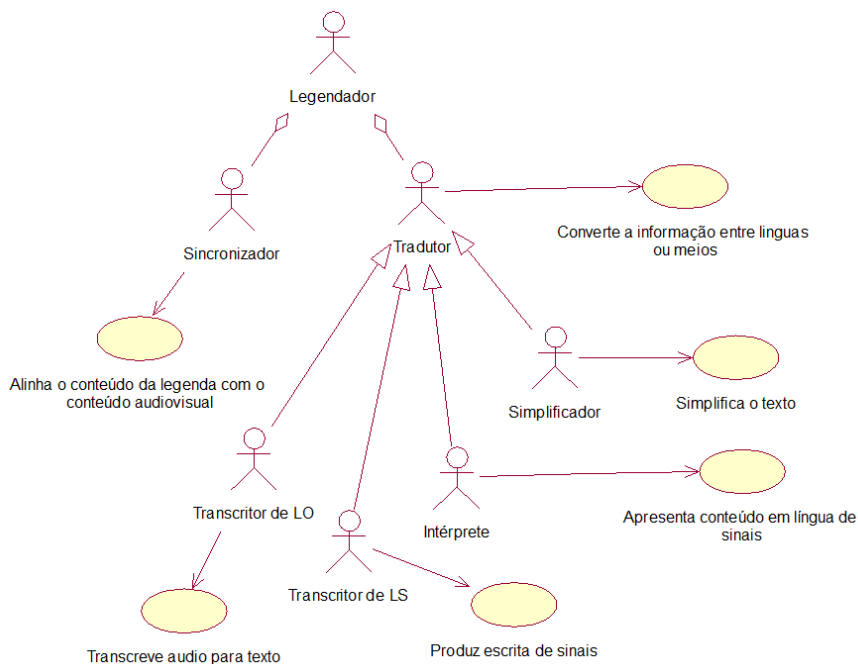 Legendador
Sincronizador
Tradutor
Converte a informação entre linguas
ou meios
Alinha o conteúdo da legenda com o
conteúdo audiovisual
Simplificador
Simplifica o texto
Transcritor de LO
Intérprete
Apresenta conteúdo em língua de
sinais
Transcritor de LS
Transcreve audio para texto
Produz escrita de sinais